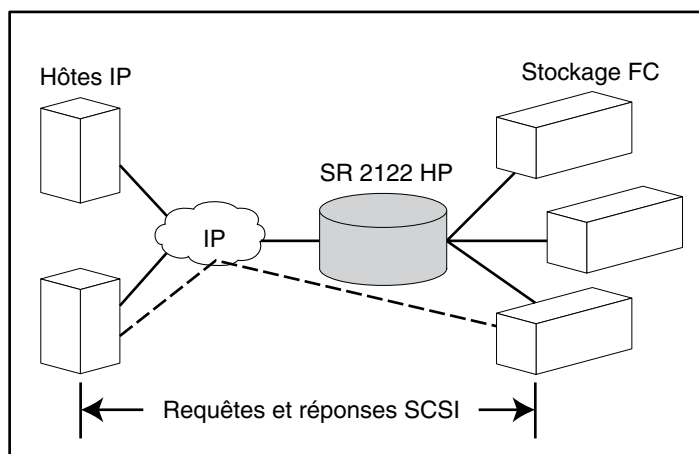 Hôtes IP
Stockage FC
SR 2122 HP
IP
Requêtes et réponses SCSI